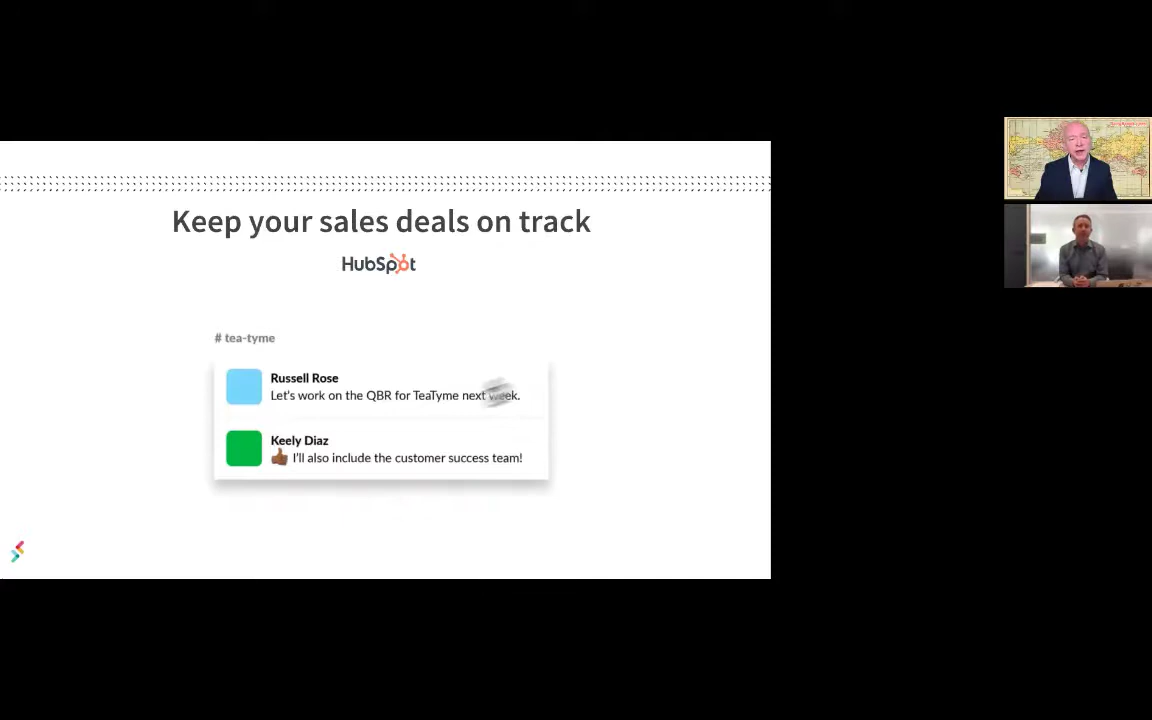 Keep your sales deals on track
HubSpot
# tea-tyme
Russell Rose
Let's work on the QBR for TeaTyme next week.
Keely Diaz
👍🏾 I'll also include the customer success team!